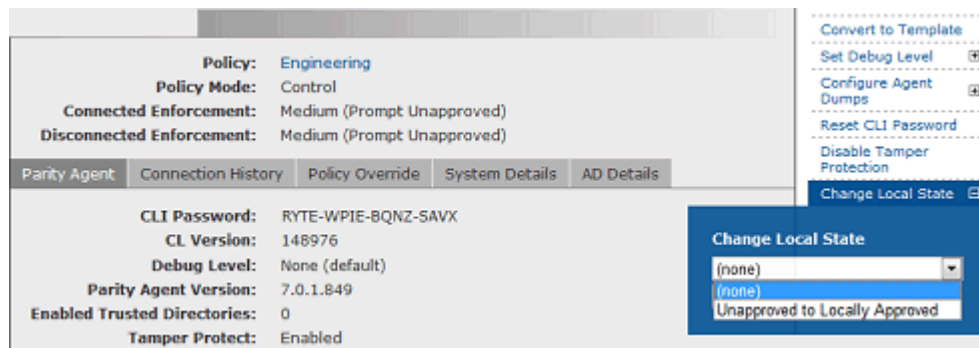 Policy: Engineering
Policy Mode: Control
Connected Enforcement: Medium (Prompt Unapproved)
Disconnected Enforcement: Medium (Prompt Unapproved)
Parity Agent Connection History Policy Override System Details AD Details
CLI Password: RYTE-WPIE-BQNZ-SAVX
CL Version: 148976
Debug Level: None (default)
Parity Agent Version: 7.0.1.849
Enabled Trusted Directories: 0
Tamper Protect: Enabled
Convert to Template
Set Debug Level
Configure Agent
Dumps
Reset CLI Password
Disable Tamper
Protection
Change Local State
Change Local State
(none)
(none)
Unapproved to Locally Approved